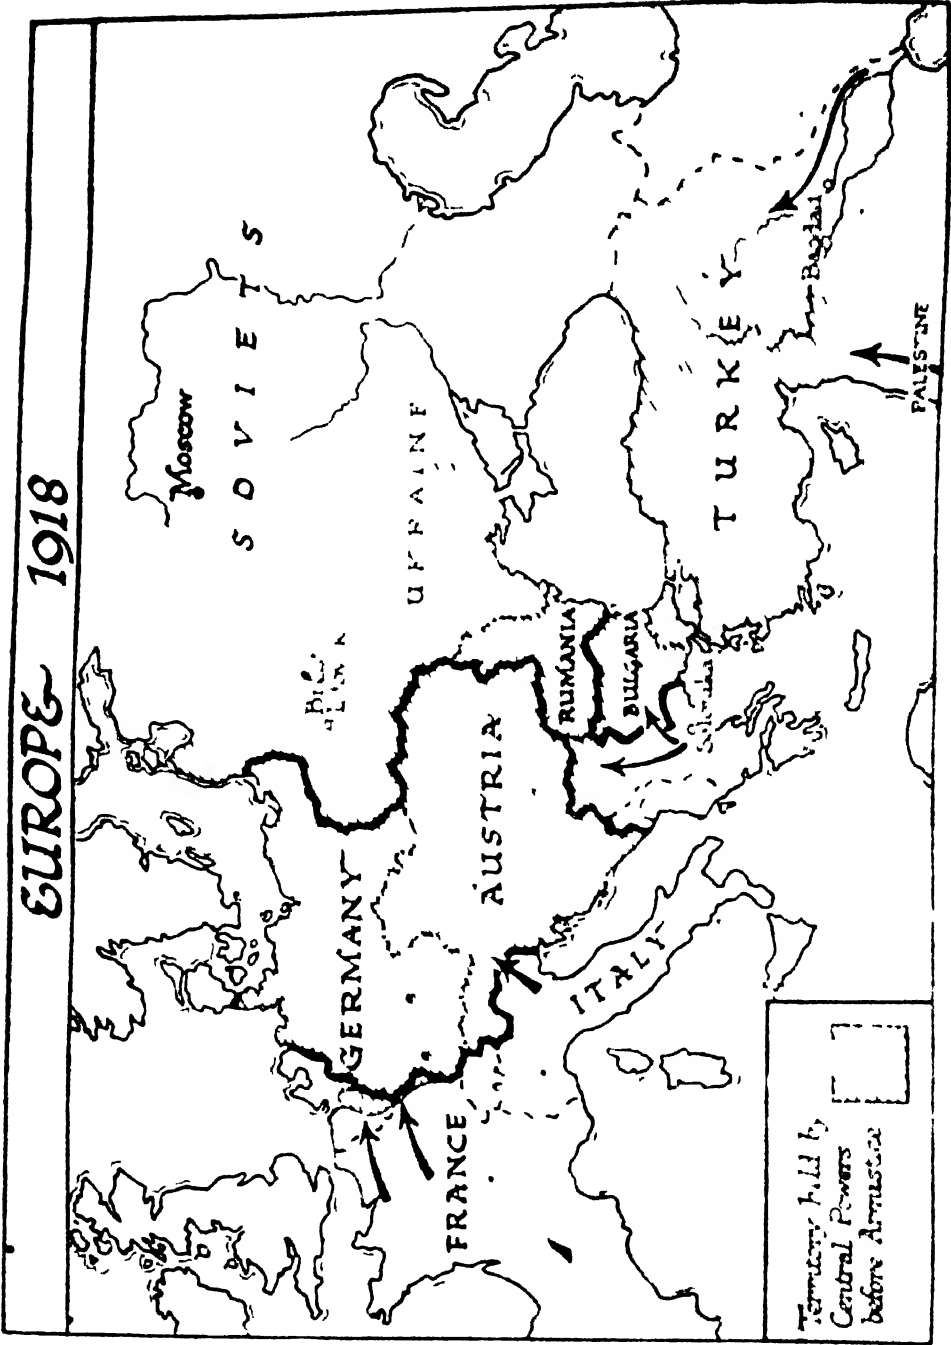 EUROPE 1918
SOVIETS
Moscow
UKRAINE
GERMANY
AUSTRIA
RUMANIA
BULGARIA
TURKEY
Bagdad
PALESTINE
ITALY
FRANCE
Territory held by
Central Powers
before Armistice